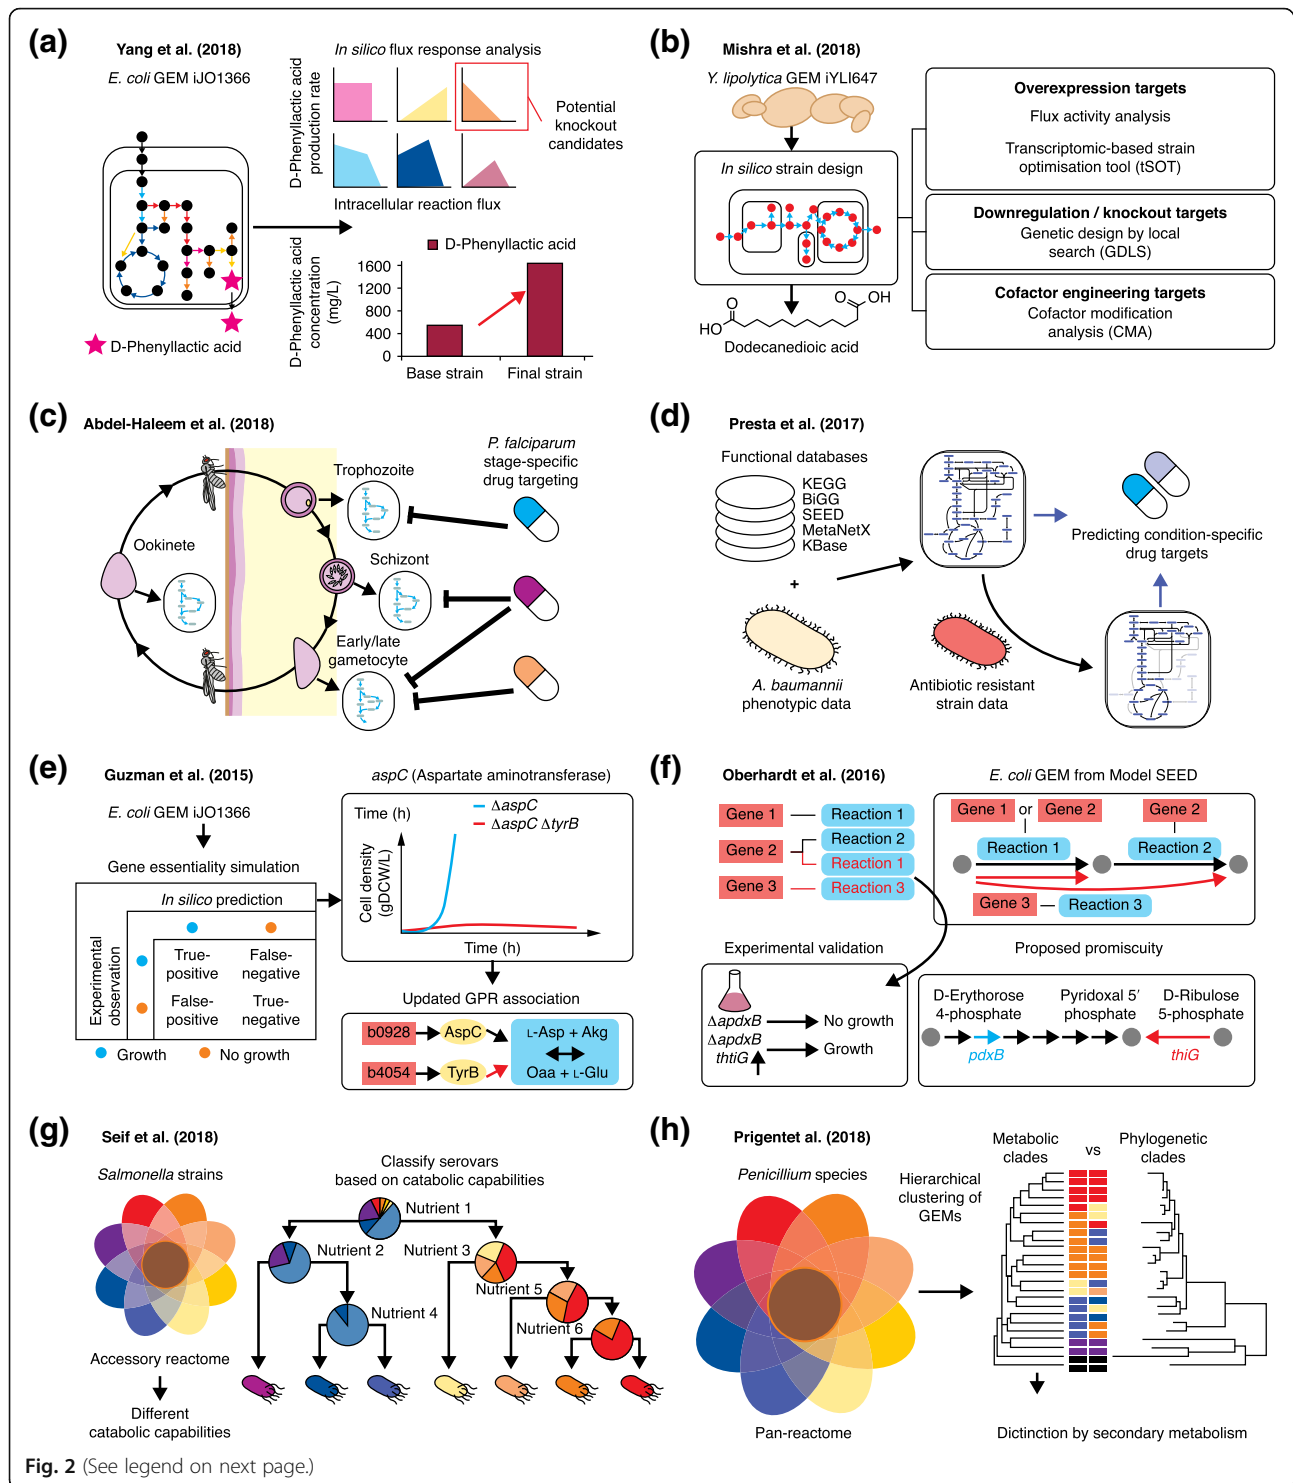 (a)
Yang et al. (2018)
E. coli GEM iJO1366
D-Phenyllactic acid
In silico flux response analysis
D-Phenyllactic acid
production rate
Potential
knockout
candidates
Intracellular reaction flux
D-Phenyllactic acid
D-Phenyllactic acid
concentration
(mg/L)
1600
1200
800
400
0
Base strain
Final strain
(b)
Mishra et al. (2018)
Y. lipolytica GEM iYLI647
In silico strain design
O
OH
HO
O
Dodecanedioic acid
Overexpression targets
Flux activity analysis
Transcriptomic-based strain
optimisation tool (tSOT)
Downregulation / knockout targets
Genetic design by local
search (GDLS)
Cofactor engineering targets
Cofactor modification
analysis (CMA)
(c)
Abdel-Haleem et al. (2018)
P. falciparum
stage-specific
drug targeting
Trophozoite
Ookinete
Schizont
Early/late
gametocyte
(d)
Presta et al. (2017)
Functional databases
KEGG
BiGG
SEED
MetaNetX
KBase
+
A. baumannii
phenotypic data
Antibiotic resistant
strain data
Predicting condition-specific
drug targets
(e)
Guzman et al. (2015)
E. coli GEM iJO1366
Gene essentiality simulation
In silico prediction
Experimental
observation
True-
positive
False-
negative
False-
positive
True-
negative
Growth
No growth
aspC (Aspartate aminotransferase)
Time (h)
ΔaspC
ΔaspC ΔtyrB
Cell density
(gDCW/L)
Time (h)
Updated GPR association
b0928
AspC
L-Asp + Akg
b4054
TyrB
Oaa + L-Glu
(f)
Oberhardt et al. (2016)
Gene 1
Reaction 1
Gene 2
Reaction 2
Reaction 1
Gene 3
Reaction 3
E. coli GEM from Model SEED
Gene 1 or Gene 2
Gene 2
Reaction 1
Reaction 2
Gene 3
Reaction 3
Experimental validation
ΔapdxB
No growth
ΔapdxB
thtiG
Growth
Proposed promiscuity
D-Erythorose
4-phosphate
Pyridoxal 5′
phosphate
D-Ribulose
5-phosphate
pdxB
thiG
(g)
Seif et al. (2018)
Salmonella strains
Accessory reactome
Different
catabolic capabilities
Classify serovars
based on catabolic capabilities
Nutrient 1
Nutrient 2
Nutrient 3
Nutrient 4
Nutrient 5
Nutrient 6
(h)
Prigentet al. (2018)
Penicillium species
Pan-reactome
Hierarchical
clustering of
GEMs
Metabolic
clades
vs
Phylogenetic
clades
Dictinction by secondary metabolism
Fig. 2 (See legend on next page.)